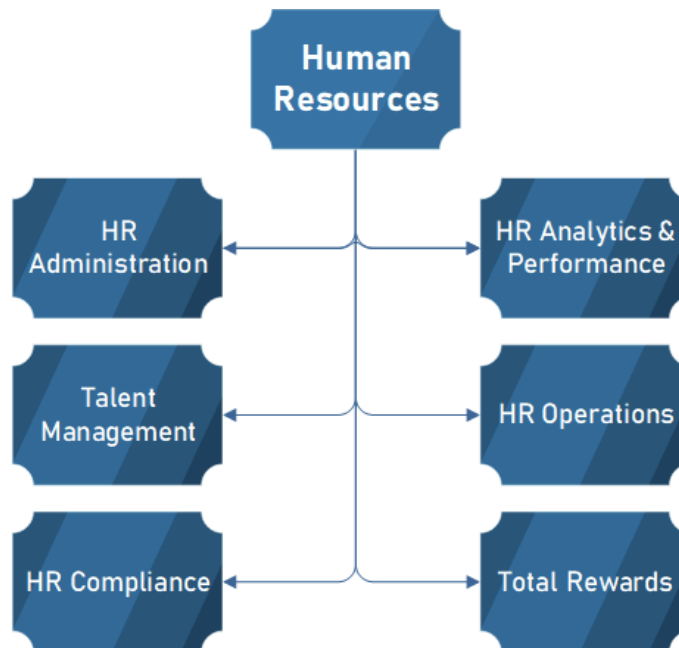 Human
Resources
HR
Administration
HR Analytics &
Performance
Talent
Management
HR Operations
HR Compliance
Total Rewards